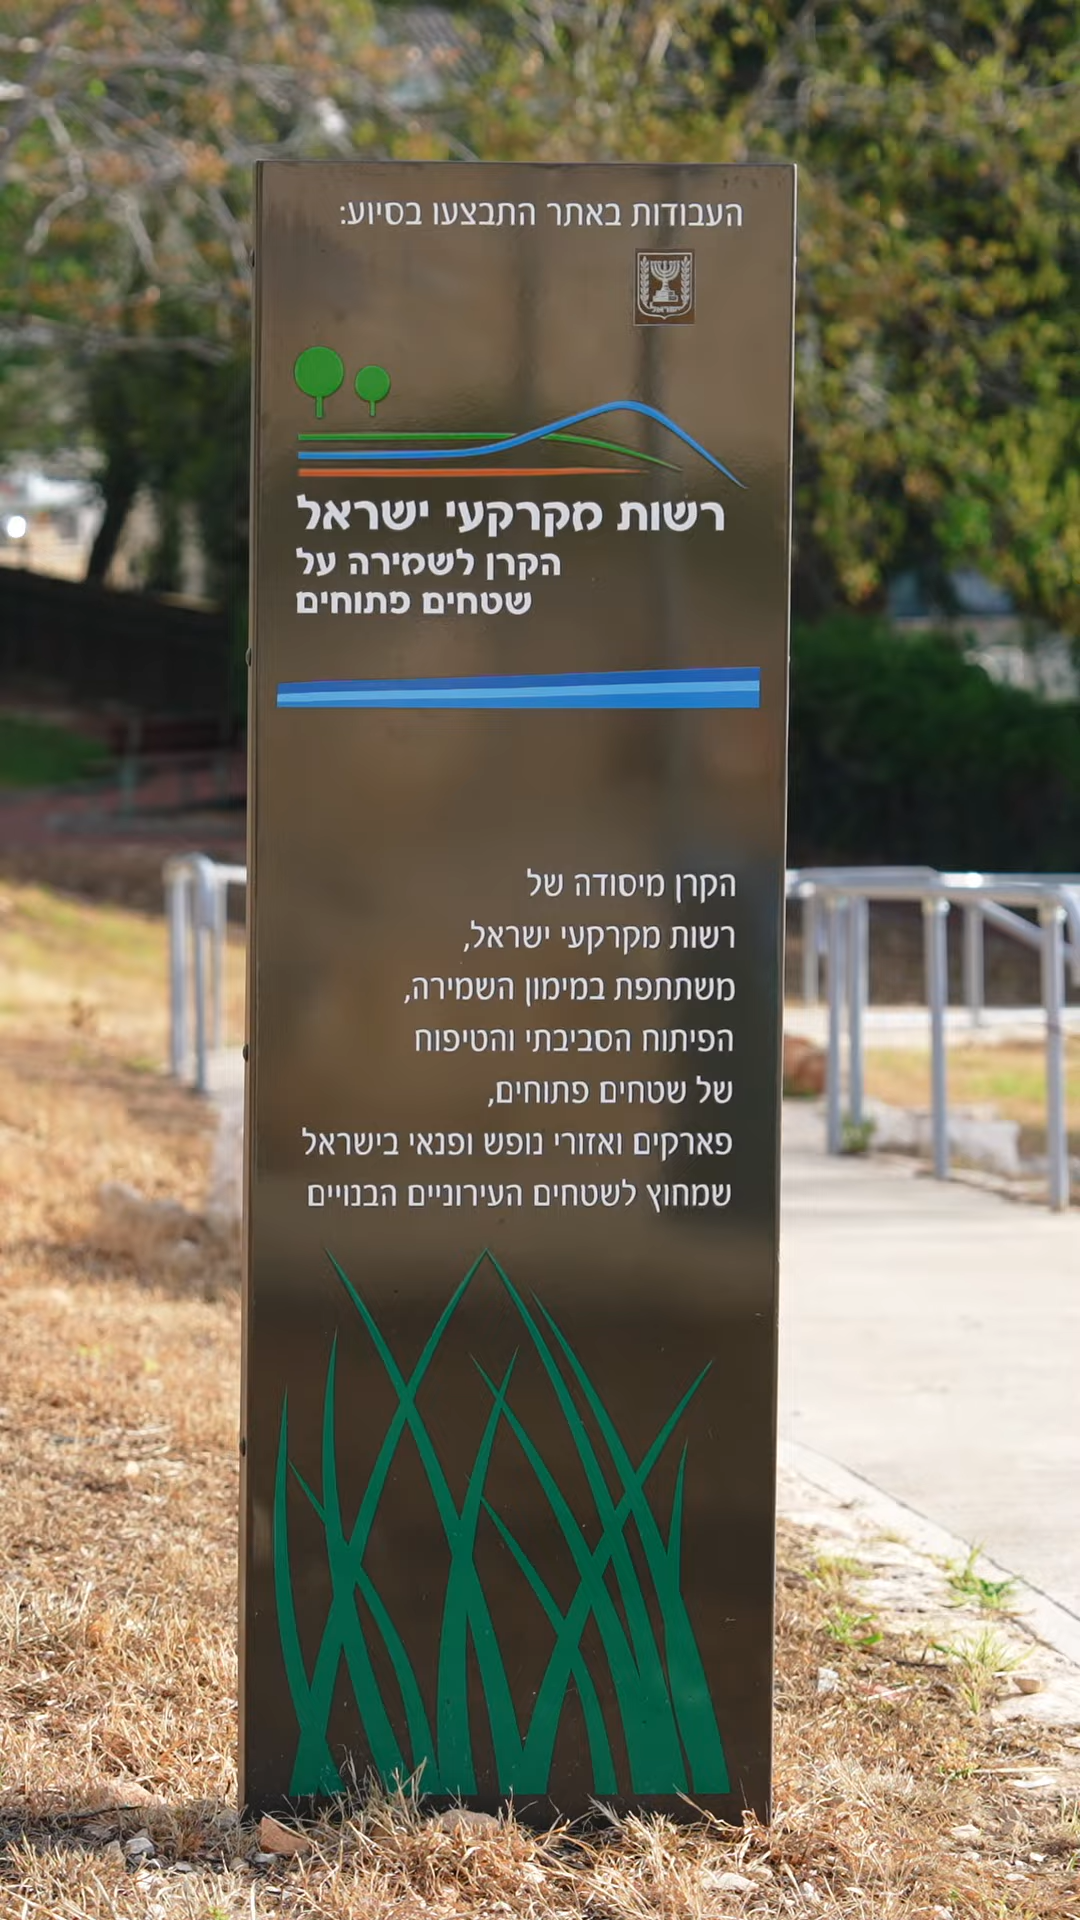 העבודות באתר התבצעו בסיוע:
ישראל
רשות מקרקעי ישראל
הקרן לשמירה על
שטחים פתוחים
הקרן מיסודה של
רשות מקרקעי ישראל,
משתתפת במימון השמירה,
הפיתוח הסביבתי והטיפוח
של שטחים פתוחים,
פארקים ואזורי נופש ופנאי בישראל
שמחוץ לשטחים העירוניים הבנויים